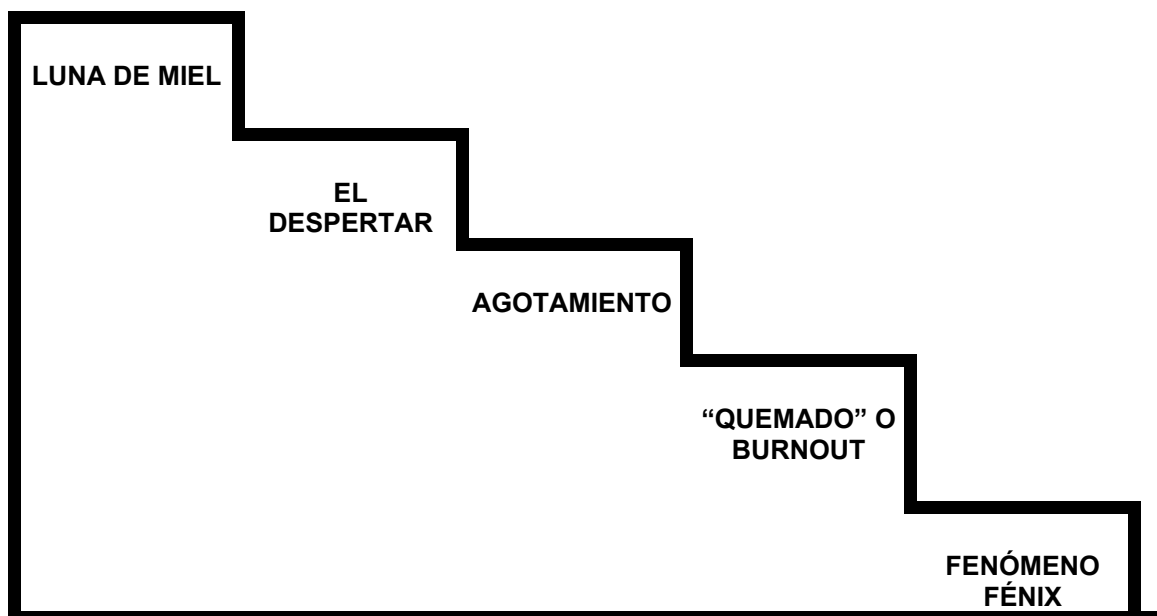 LUNA DE MIEL
EL
DESPERTAR
AGOTAMIENTO
“QUEMADO” O
BURNOUT
FENÓMENO
FÉNIX